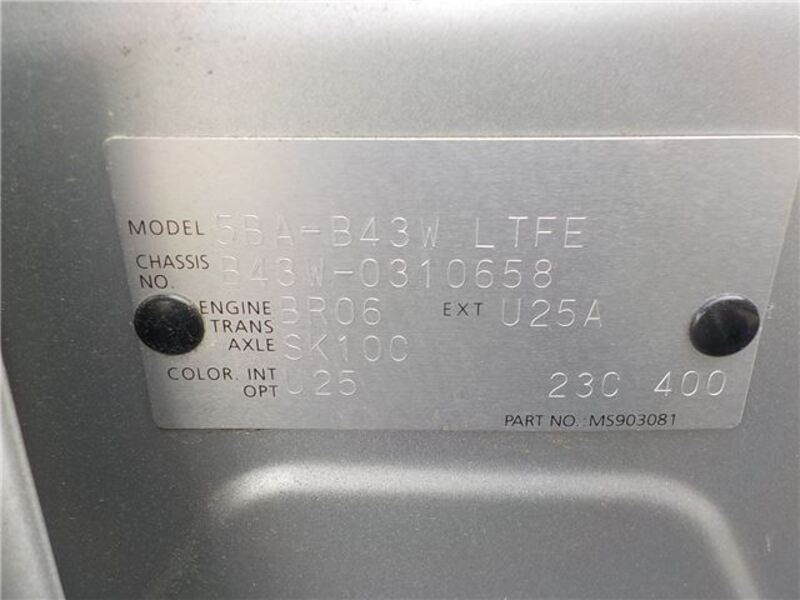 MODEL 5BA-B43W LTFE
CHASSIS NO. B43W-0310658
ENGINE BR06 EXT U25A
TRANS AXLE SK10C
COLOR. INT U25 23C 400
OPT
PART NO.: MS903081